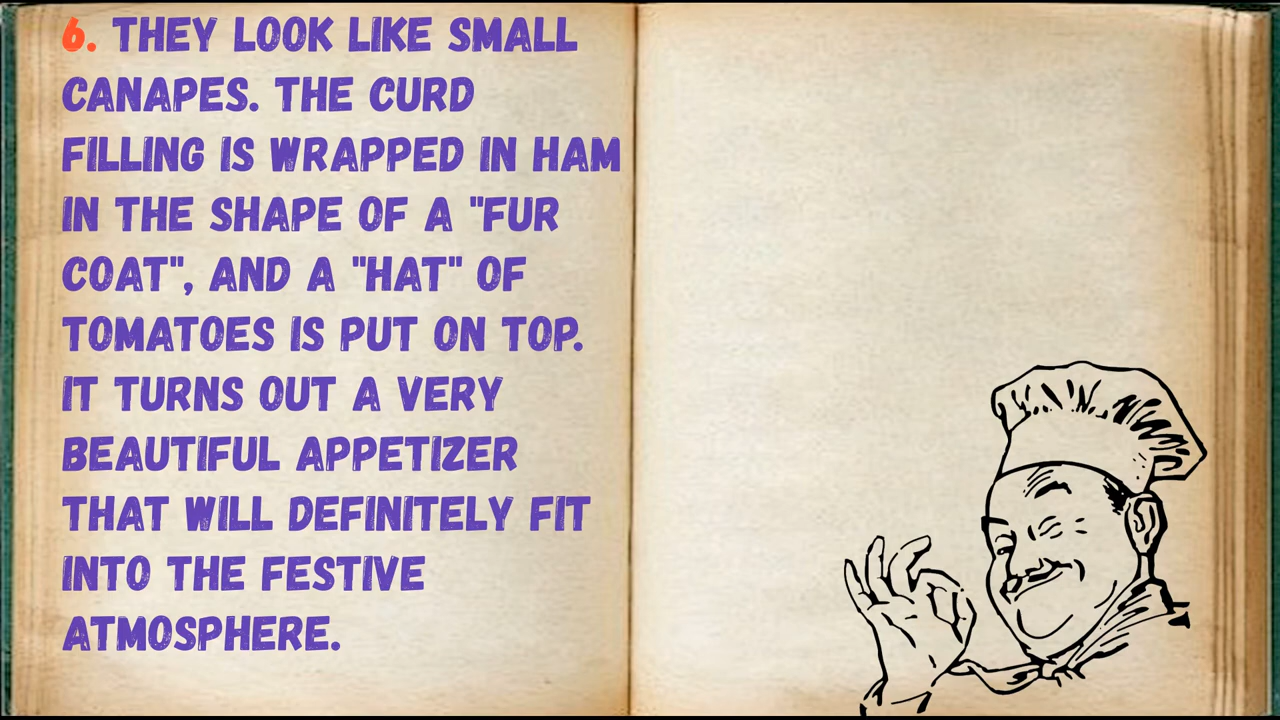 6. THEY LOOK LIKE SMALL
CANAPES. THE CURD
FILLING IS WRAPPED IN HAM
IN THE SHAPE OF A "FUR
COAT", AND A "HAT" OF
TOMATOES IS PUT ON TOP.
IT TURNS OUT A VERY
BEAUTIFUL APPETIZER
THAT WILL DEFINITELY FIT
INTO THE FESTIVE
ATMOSPHERE.